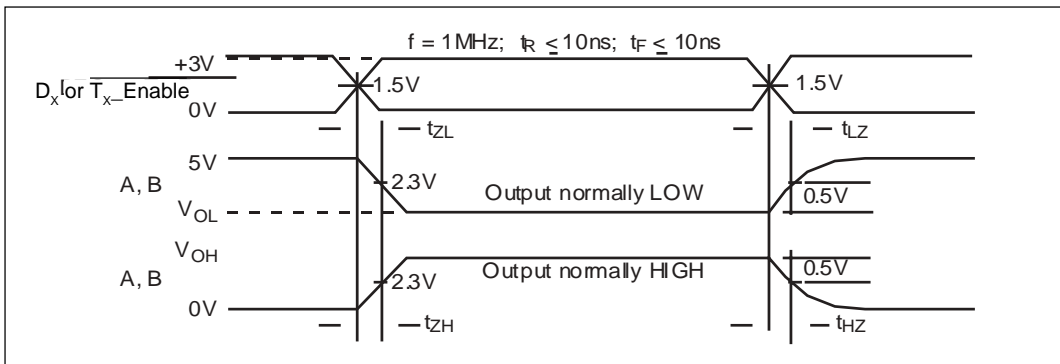 f = 1MHz; tR ≤ 10ns; tF ≤ 10ns
+3V
Dx or Tx_Enable
1.5V
1.5V
0V
tZL
tLZ
5V
A, B
2.3V
Output normally LOW
0.5V
VOL
VOH
A, B
2.3V
Output normally HIGH
0.5V
0V
tZH
tHZ